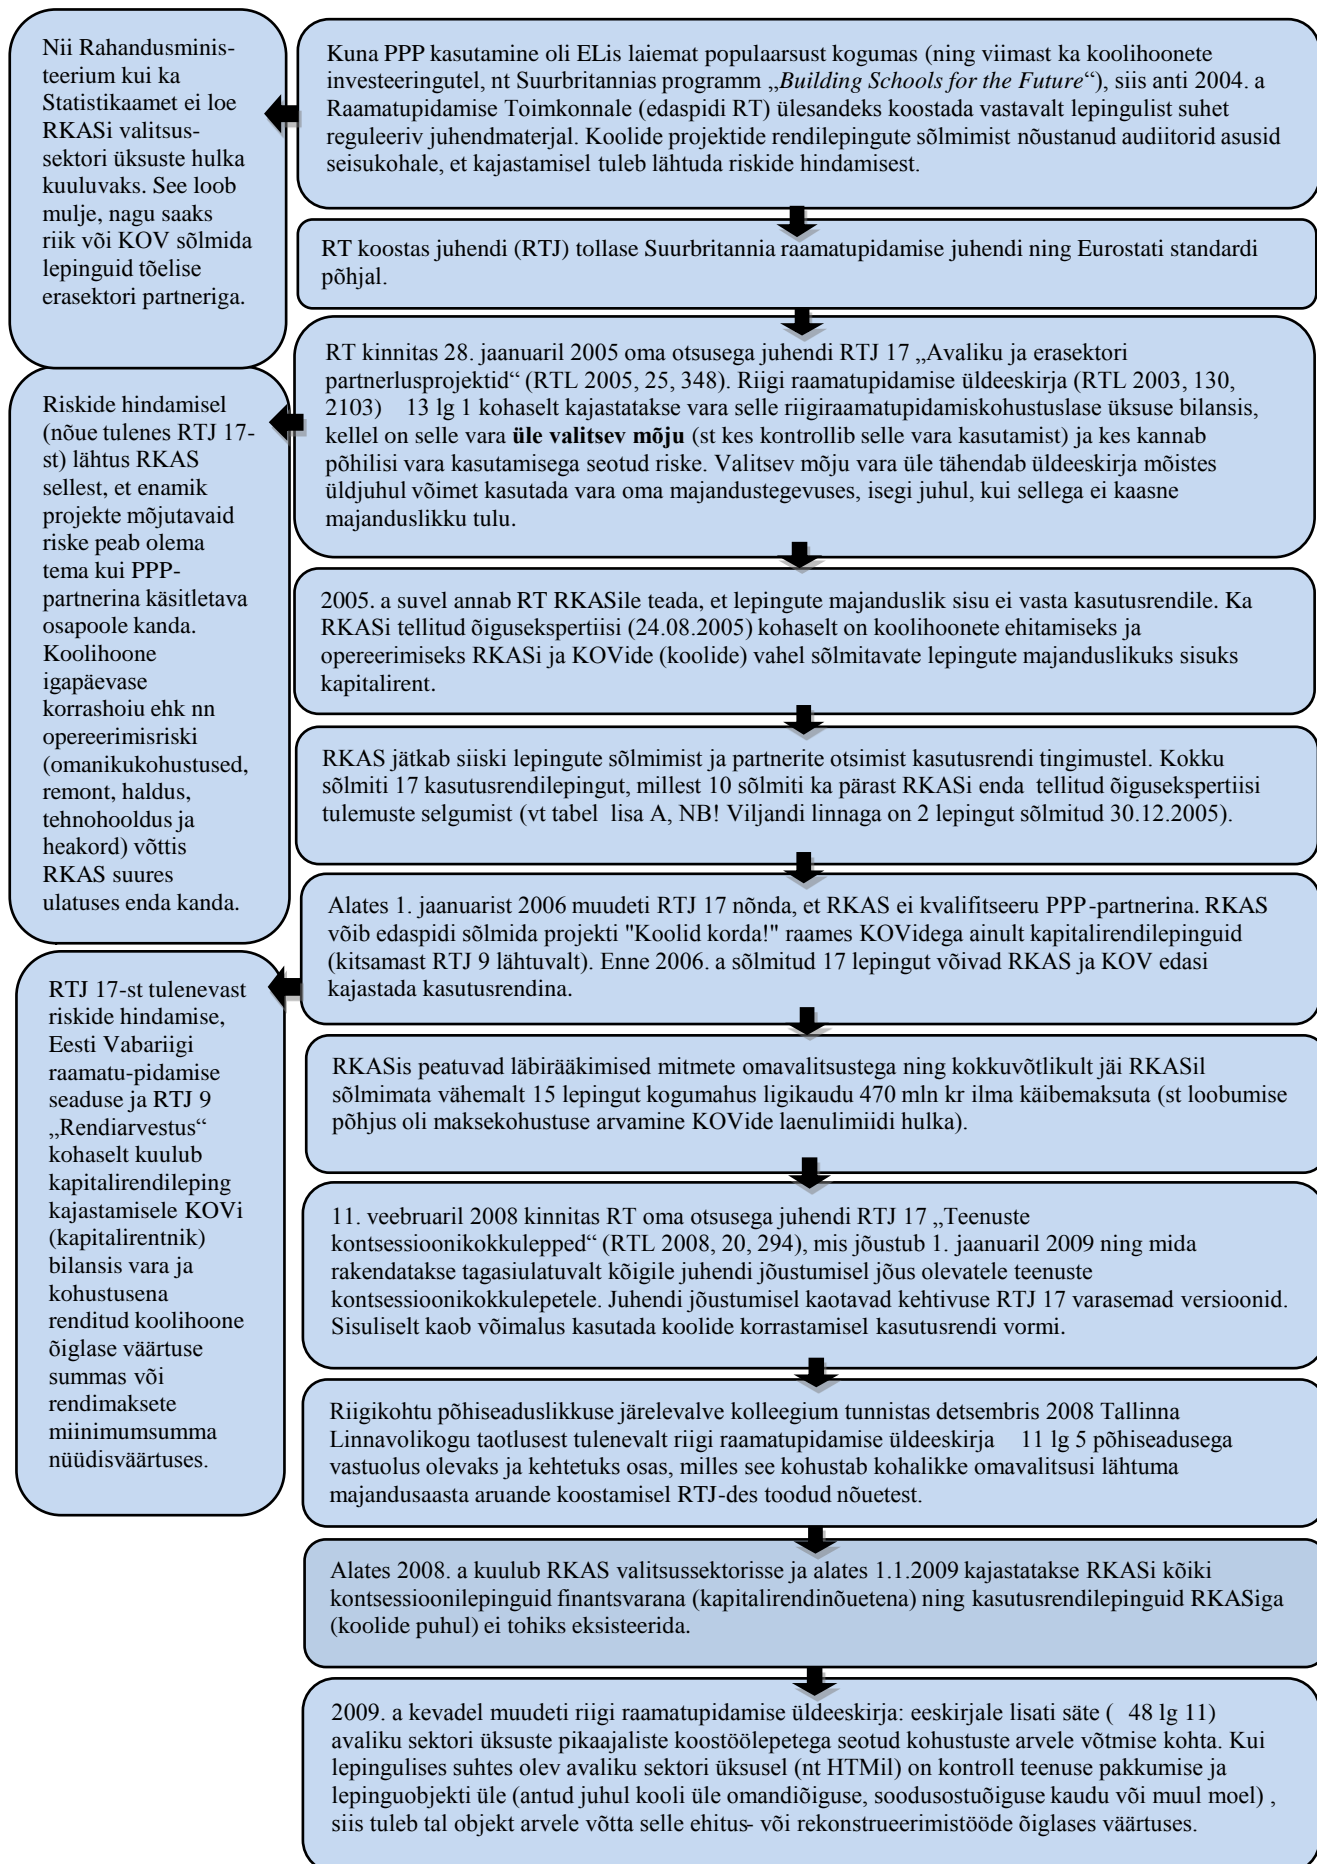 Nii Rahandusminis-
teerium kui ka
Statistikaamet ei loe
RKASi valitsus-
sektori üksuste hulka
kuuluvaks. See loob
mulje, nagu saaks
riik või KOV sõlmida
lepinguid tõelise
erasektori partneriga.
Kuna PPP kasutamine oli ELis laiemat populaarsust kogumas (ning viimast ka koolihoonete
investeeringutel, nt Suurbritannias programm „Building Schools for the Future“), siis anti 2004. a
Raamatupidamise Toimkonnale (edaspidi RT) ülesandeks koostada vastavalt lepingulist suhet
reguleeriv juhendmaterjal. Koolide projektide rendilepingute sõlmimist nõustanud audiitorid asusid
seisukohale, et kajastamisel tuleb lähtuda riskide hindamisest.
RT koostas juhendi (RTJ) tollase Suurbritannia raamatupidamise juhendi ning Eurostati standardi
põhjal.
RT kinnitas 28. jaanuaril 2005 oma otsusega juhendi RTJ 17 „Avaliku ja erasektori
partnerlusprojektid“ (RTL 2005, 25, 348). Riigi raamatupidamise üldeeskirja (RTL 2003, 130,
2103) 13 lg 1 kohaselt kajastatakse vara selle riigiraamatupidamiskohustuslase üksuse bilansis,
kellel on selle vara üle valitsev mõju (st kes kontrollib selle vara kasutamist) ja kes kannab
põhilisi vara kasutamisega seotud riske. Valitsev mõju vara üle tähendab üldeeskirja mõistes
üldjuhul võimet kasutada vara oma majandustegevuses, isegi juhul, kui sellega ei kaasne
majanduslikku tulu.
Riskide hindamisel
(nõue tulenes RTJ 17-
st) lähtus RKAS
sellest, et enamik
projekte mõjutavaid
riske peab olema
tema kui PPP-
partnerina käsitletava
osapoole kanda.
Koolihoone
igapäevase
korrashoiu ehk nn
opereerimisriski
(omanikukohustused,
remont, haldus,
tehnohooldus ja
heakord) võttis
RKAS suures
ulatuses enda kanda.
2005. a suvel annab RT RKASile teada, et lepingute majanduslik sisu ei vasta kasutusrendile. Ka
RKASi tellitud õigusekspertiisi (24.08.2005) kohaselt on koolihoonete ehitamiseks ja
opereerimiseks RKASi ja KOVide (koolide) vahel sõlmitavate lepingute majanduslikuks sisuks
kapitalirent.
RKAS jätkab siiski lepingute sõlmimist ja partnerite otsimist kasutusrendi tingimustel. Kokku
sõlmiti 17 kasutusrendilepingut, millest 10 sõlmiti ka pärast RKASi enda tellitud õigusekspertiisi
tulemuste selgumist (vt tabel lisa A, NB! Viljandi linnaga on 2 lepingut sõlmitud 30.12.2005).
Alates 1. jaanuarist 2006 muudeti RTJ 17 nõnda, et RKAS ei kvalifitseeru PPP-partnerina. RKAS
võib edaspidi sõlmida projekti "Koolid korda!" raames KOVidega ainult kapitalirendilepinguid
(kitsamast RTJ 9 lähtuvalt). Enne 2006. a sõlmitud 17 lepingut võivad RKAS ja KOV edasi
kajastada kasutusrendina.
RTJ 17-st tulenevast
riskide hindamise,
Eesti Vabariigi
raamatu-pidamise
seaduse ja RTJ 9
„Rendiarvestus“
kohaselt kuulub
kapitalirendileping
kajastamisele KOVi
(kapitalirentnik)
bilansis vara ja
kohustusena
renditud koolihoone
õiglase väärtuse
summas või
rendimaksete
miinimumsumma
nüüdisväärtuses.
RKASis peatuvad läbirääkimised mitmete omavalitsustega ning kokkuvõtlikult jäi RKASil
sõlmimata vähemalt 15 lepingut kogumahus ligikaudu 470 mln kr ilma käibemaksuta (st loobumise
põhjus oli maksekohustuse arvamine KOVide laenulimiidi hulka).
11. veebruaril 2008 kinnitas RT oma otsusega juhendi RTJ 17 „Teenuste
kontsessioonikokkulepped“ (RTL 2008, 20, 294), mis jõustub 1. jaanuaril 2009 ning mida
rakendatakse tagasiulatuvalt kõigile juhendi jõustumisel jõus olevatele teenuste
kontsessioonikokkulepetele. Juhendi jõustumisel kaotavad kehtivuse RTJ 17 varasemad versioonid.
Sisuliselt kaob võimalus kasutada koolide korrastamisel kasutusrendi vormi.
Riigikohtu põhiseaduslikkuse järelevalve kolleegium tunnistas detsembris 2008 Tallinna
Linnavolikogu taotlusest tulenevalt riigi raamatupidamise üldeeskirja 11 lg 5 põhiseadusega
vastuolus olevaks ja kehtetuks osas, milles see kohustab kohalikke omavalitsusi lähtuma
majandusaasta aruande koostamisel RTJ-des toodud nõuetest.
Alates 2008. a kuulub RKAS valitsussektorisse ja alates 1.1.2009 kajastatakse RKASi kõiki
kontsessioonilepinguid finantsvarana (kapitalirendinõuetena) ning kasutusrendilepinguid RKASiga
(koolide puhul) ei tohiks eksisteerida.
2009. a kevadel muudeti riigi raamatupidamise üldeeskirja: eeskirjale lisati säte ( 48 lg 11)
avaliku sektori üksuste pikaajaliste koostöölepetega seotud kohustuste arvele võtmise kohta. Kui
lepingulises suhtes olev avaliku sektori üksusel (nt HTMil) on kontroll teenuse pakkumise ja
lepinguobjekti üle (antud juhul kooli üle omandiõiguse, soodusostuõiguse kaudu või muul moel) ,
siis tuleb tal objekt arvele võtta selle ehitus- või rekonstrueerimistööde õiglases väärtuses.